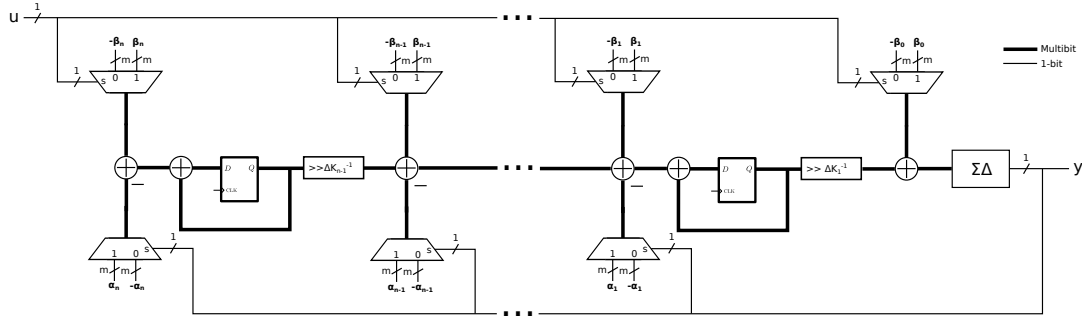 u 1 ... 
-βn βn -βn-1 βn-1 -β1 β1 -β0 β0
m m m m m m m m
1 s 0 1 1 s 0 1 1 s 0 1 1 s 0 1
Multibit
1-bit
D Q CLK >>ΔKn-1⁻¹ ... D Q CLK >> ΔK1⁻¹ ΣΔ 1 y
− − −
1 0 s 1 1 0 s 1 1 0 s 1
m m m m m m
αn -αn αn-1 -αn-1 α1 -α1
...